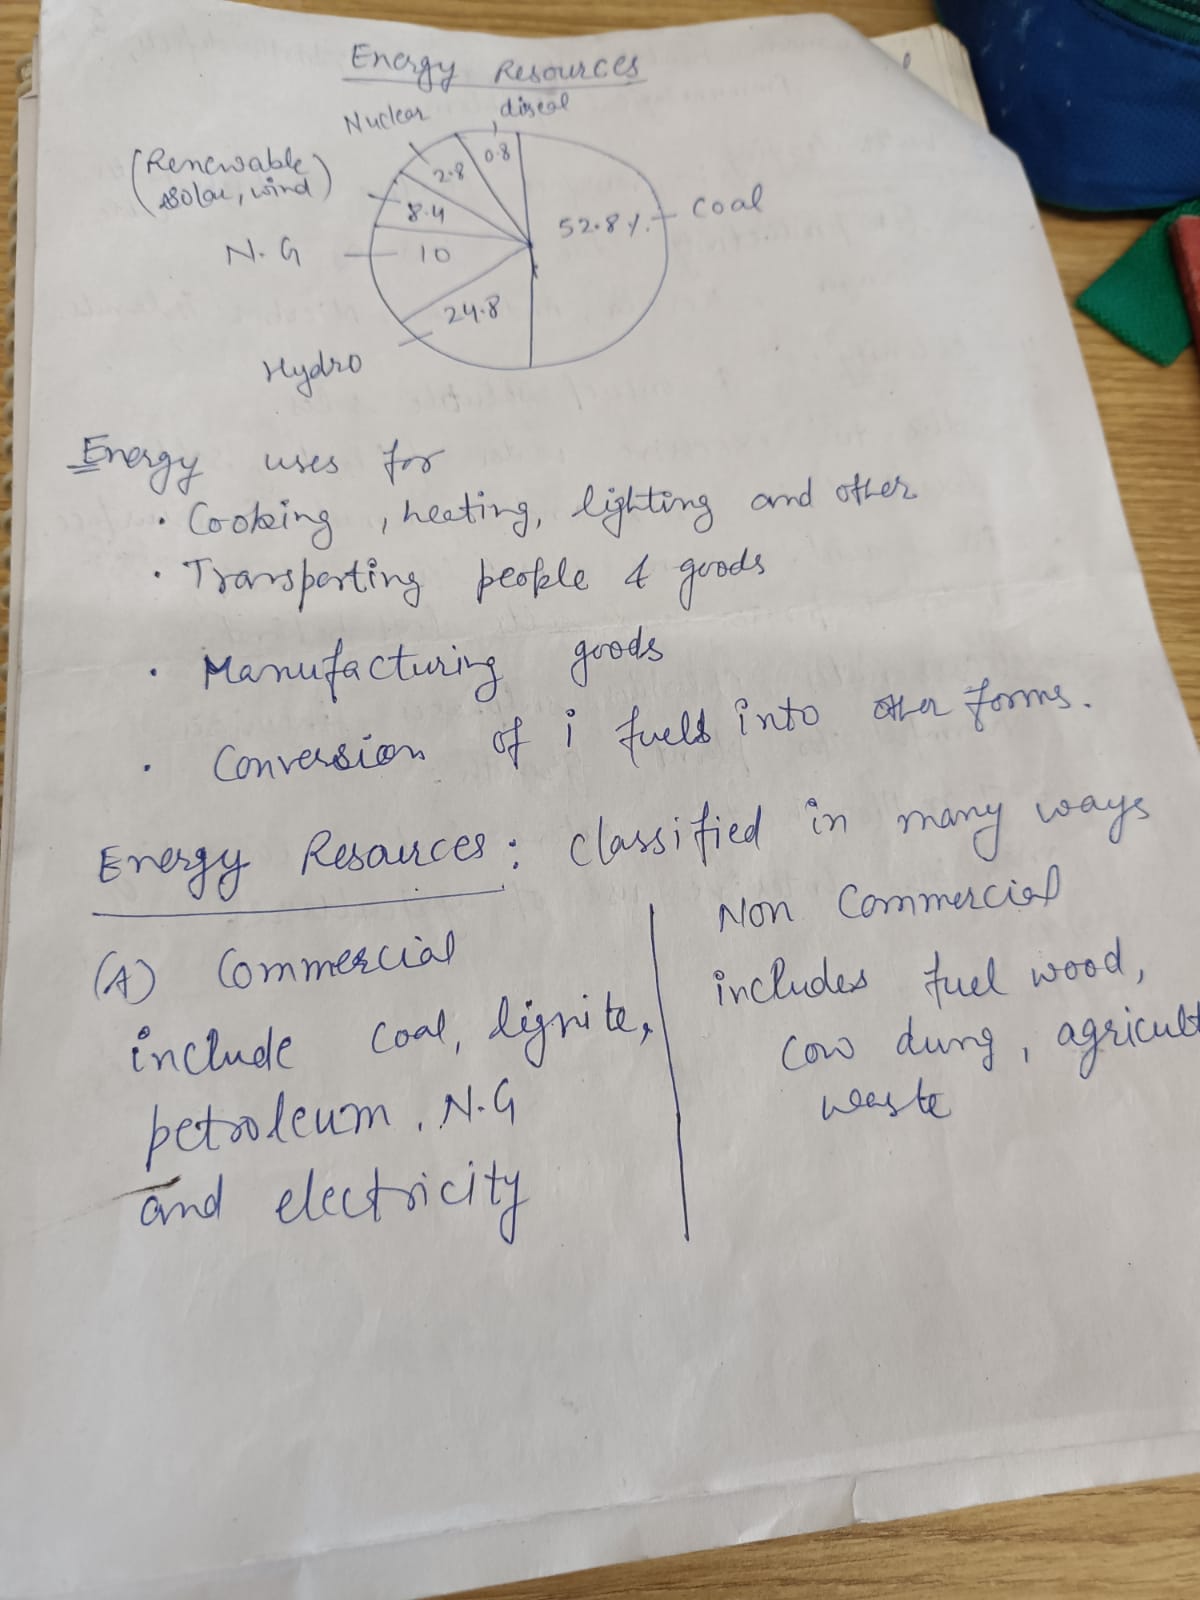 Energy Resources
Nuclear
diseal
(Renewable
solar, wind)
2.8
0.8
8.4
52.8%.
Coal
N.G
10
24.8
Hydro
Energy uses for
• Cooking, heating, lighting and other
• Transporting people & goods
• Manufacturing goods
• Conversion of i fuels into other forms.
Energy Resources: classified in many ways
(A) Commercial
include coal, lignite,
petroleum, N.G
and electricity
Non Commercial
includes fuel wood,
cow dung, agricult
waste